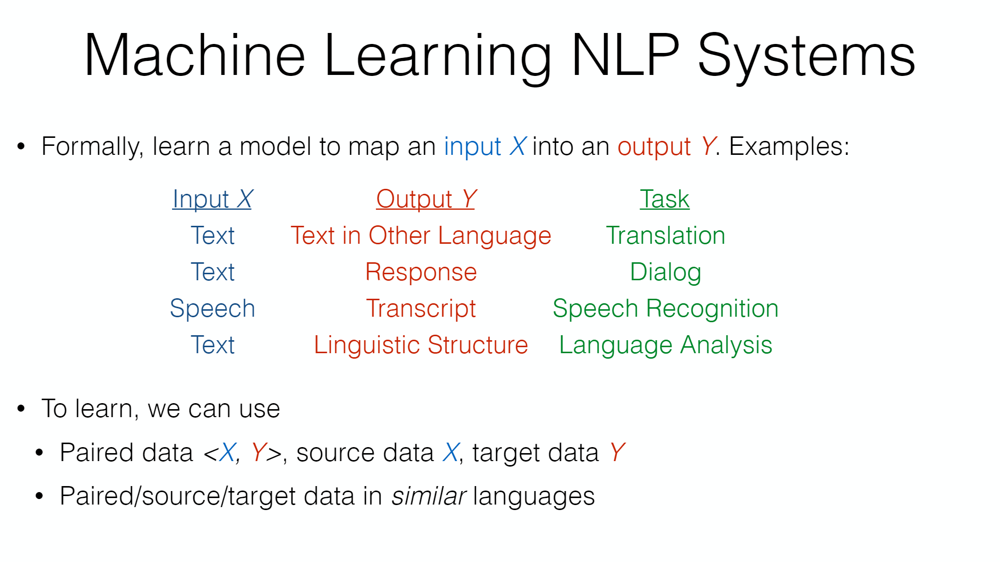 Machine Learning NLP Systems
• Formally, learn a model to map an input X into an output Y. Examples:
Input X Output Y Task
Text Text in Other Language Translation
Text Response Dialog
Speech Transcript Speech Recognition
Text Linguistic Structure Language Analysis
• To learn, we can use
• Paired data <X, Y>, source data X, target data Y
• Paired/source/target data in similar languages